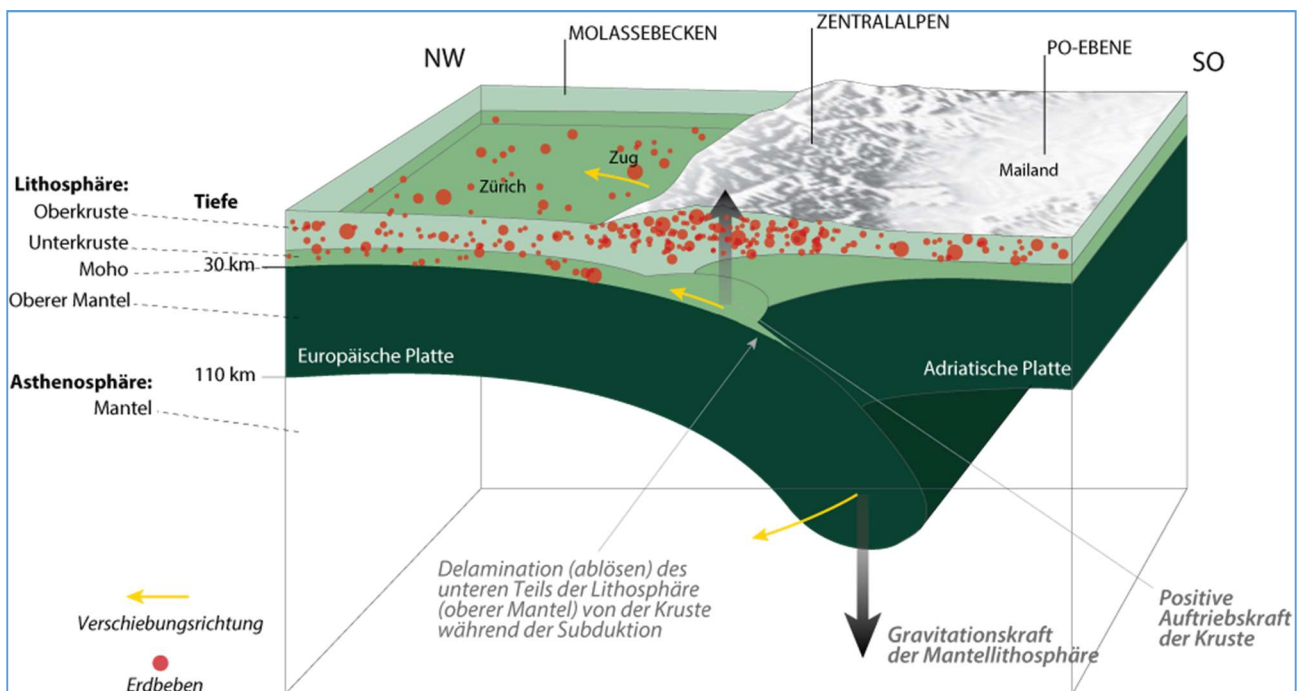 MOLASSEBECKEN
ZENTRALALPEN
PO-EBENE
NW
SO
Zug
Zürich
Mailand
Lithosphäre:
Tiefe
Oberkruste
Unterkruste
Moho
30 km
Oberer Mantel
Europäische Platte
Adriatische Platte
110 km
Asthenosphäre:
Mantel
Delamination (ablösen) des
unteren Teils der Lithosphäre
(oberer Mantel) von der Kruste
während der Subduktion
Positive
Auftriebskraft
der Kruste
Gravitationskraft
der Mantellithosphäre
Verschiebungsrichtung
Erdbeben